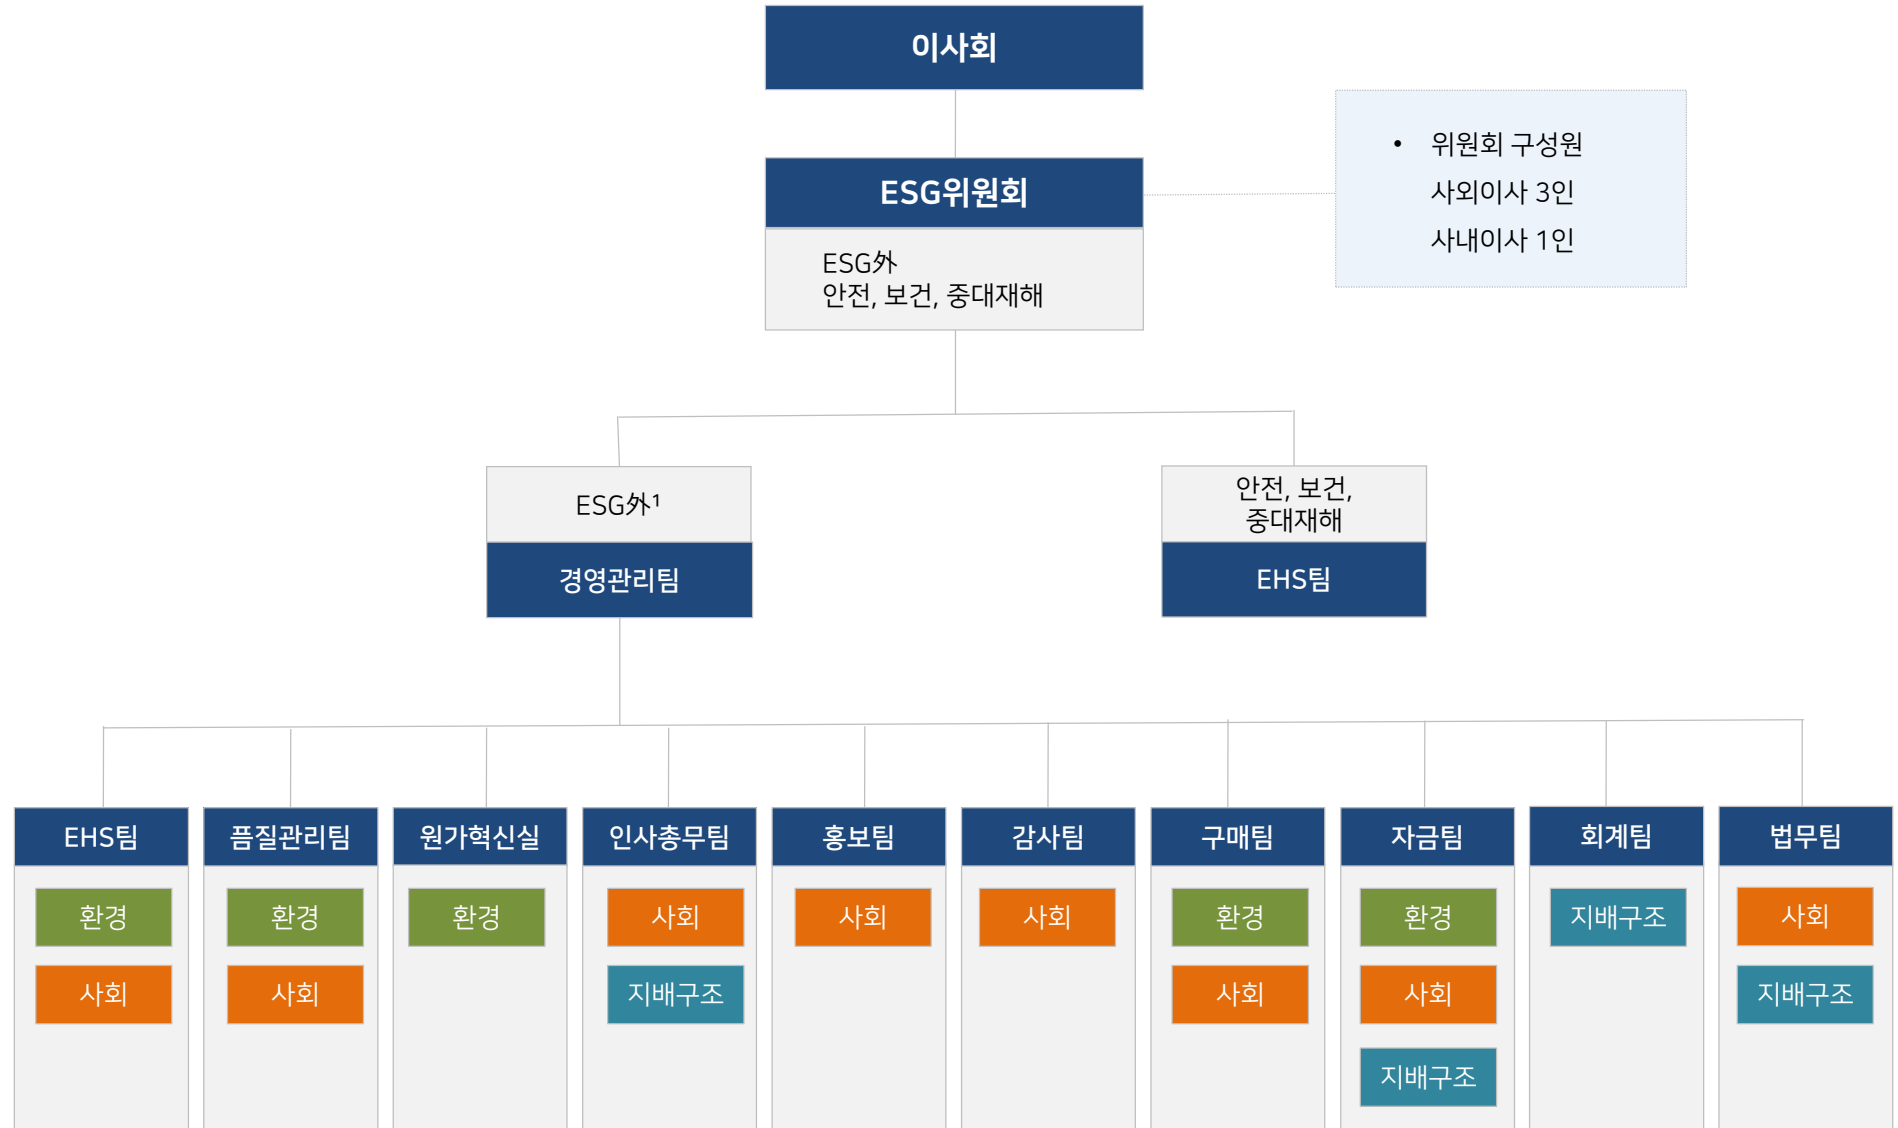 이사회
• 위원회 구성원
사외이사 3인
사내이사 1인
ESG위원회
ESG外
안전, 보건, 중대재해
ESG外¹
경영관리팀
안전, 보건,
중대재해
EHS팀
EHS팀
환경
사회
품질관리팀
환경
사회
원가혁신실
환경
인사총무팀
사회
지배구조
홍보팀
사회
감사팀
사회
구매팀
환경
사회
자금팀
환경
사회
지배구조
회계팀
지배구조
법무팀
사회
지배구조